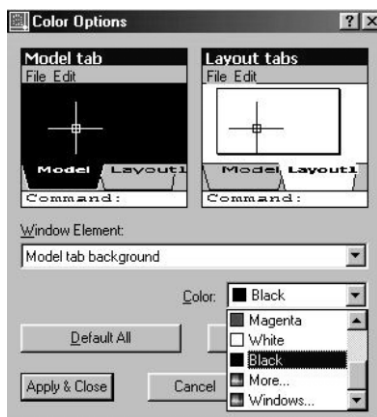 Color Options
Model tab
File Edit
Model Layout1
Command:
Layout tabs
File Edit
Model Layout1
Command:
Window Element:
Model tab background
Color: Black
Magenta
White
Black
More...
Windows...
Default All
Apply & Close
Cancel